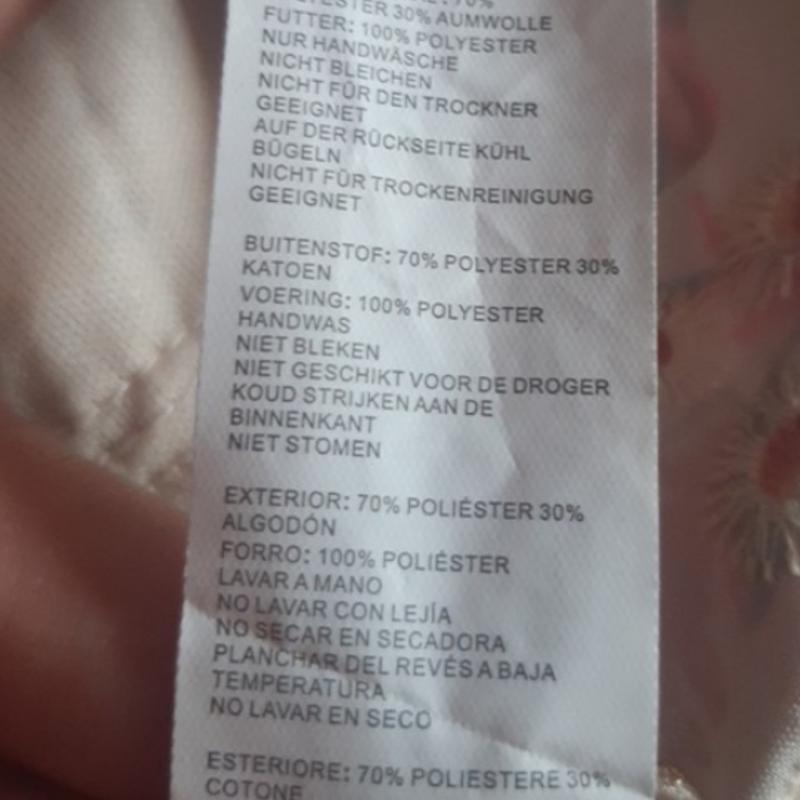 30% AUMWOLLE
FUTTER: 100% POLYESTER
NUR HANDWÄSCHE
NICHT BLEICHEN
NICHT FÜR DEN TROCKNER
GEEIGNET
AUF DER RÜCKSEITE KÜHL
BÜGELN
NICHT FÜR TROCKENREINIGUNG
GEEIGNET
BUITENSTOF: 70% POLYESTER 30%
KATOEN
VOERING: 100% POLYESTER
HANDWAS
NIET BLEKEN
NIET GESCHIKT VOOR DE DROGER
KOUD STRIJKEN AAN DE
BINNENKANT
NIET STOMEN
EXTERIOR: 70% POLIÉSTER 30%
ALGODÓN
FORRO: 100% POLIÉSTER
LAVAR A MANO
NO LAVAR CON LEJÍA
NO SECAR EN SECADORA
PLANCHAR DEL REVÉS A BAJA
TEMPERATURA
NO LAVAR EN SECO
ESTERIORE: 70% POLIESTERE 30%
COTONE